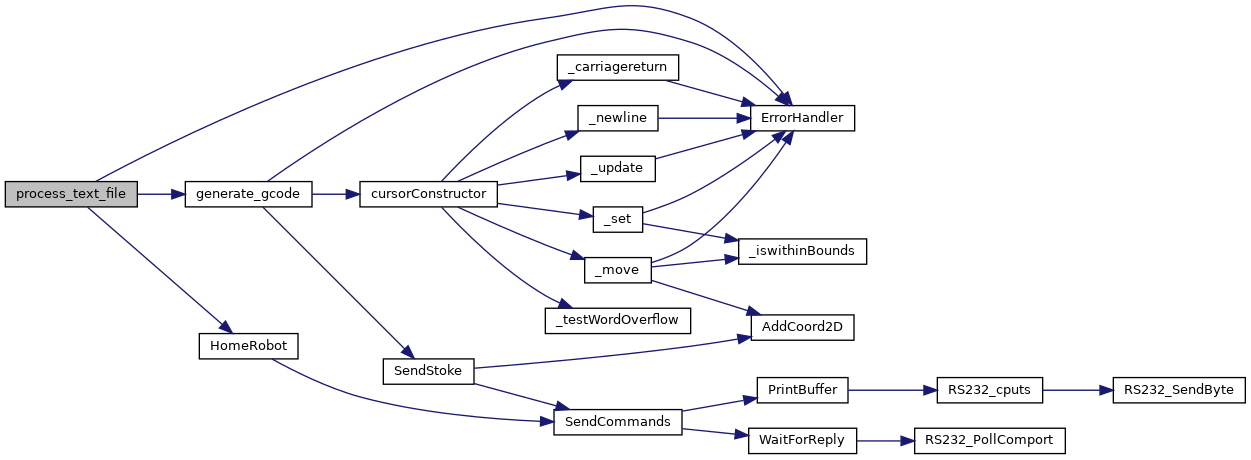 process_text_file
generate_gcode
HomeRobot
cursorConstructor
SendStoke
_carriagereturn
_newline
_update
_set
_move
_testWordOverflow
SendCommands
ErrorHandler
_iswithinBounds
AddCoord2D
PrintBuffer
WaitForReply
RS232_cputs
RS232_PollComport
RS232_SendByte